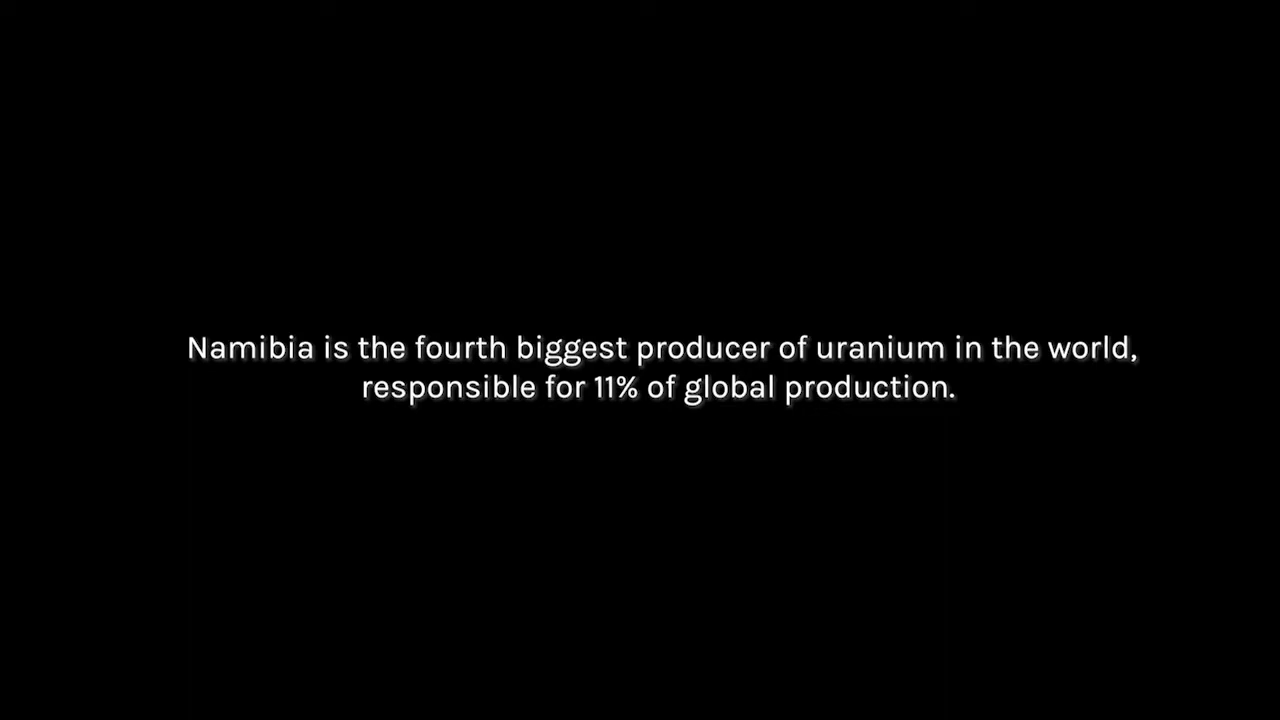 Namibia is the fourth biggest producer of uranium in the world,
responsible for 11% of global production.